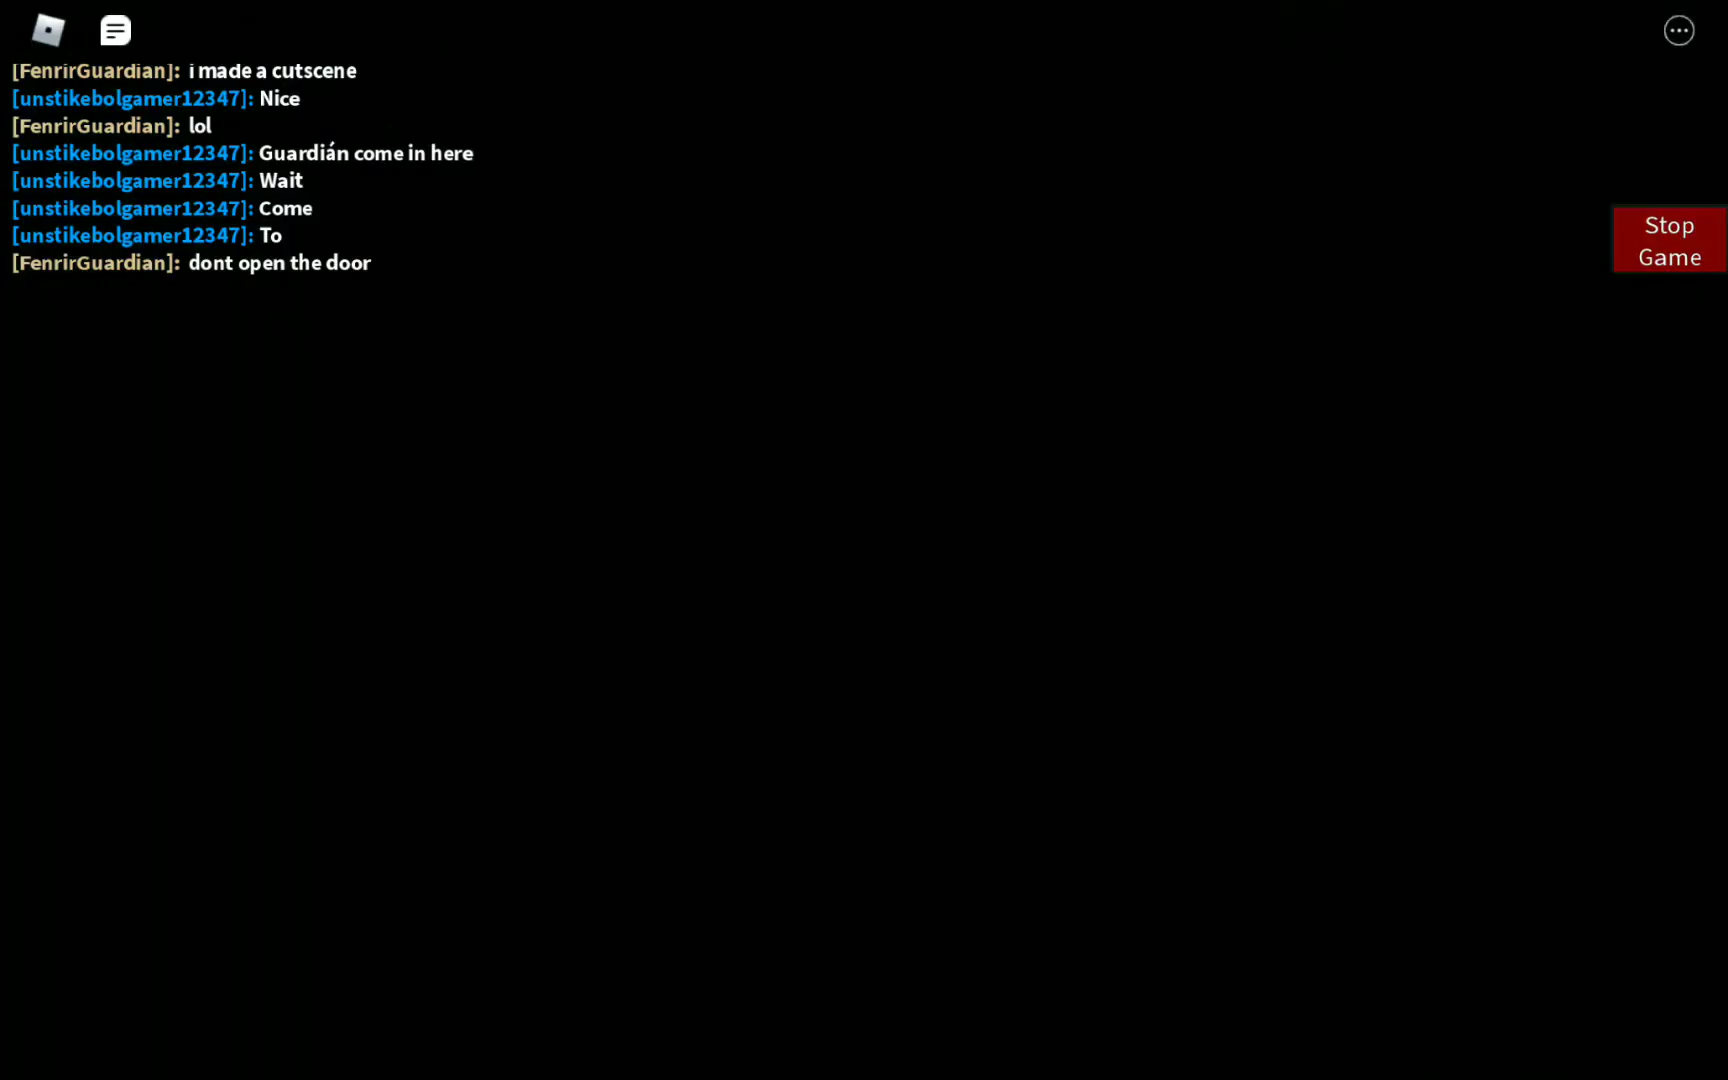 [FenrirGuardian]: i made a cutscene
[unstikebolgamer12347]: Nice
[FenrirGuardian]: lol
[unstikebolgamer12347]: Guardián come in here
[unstikebolgamer12347]: Wait
[unstikebolgamer12347]: Come
[unstikebolgamer12347]: To
[FenrirGuardian]: dont open the door
Stop
Game